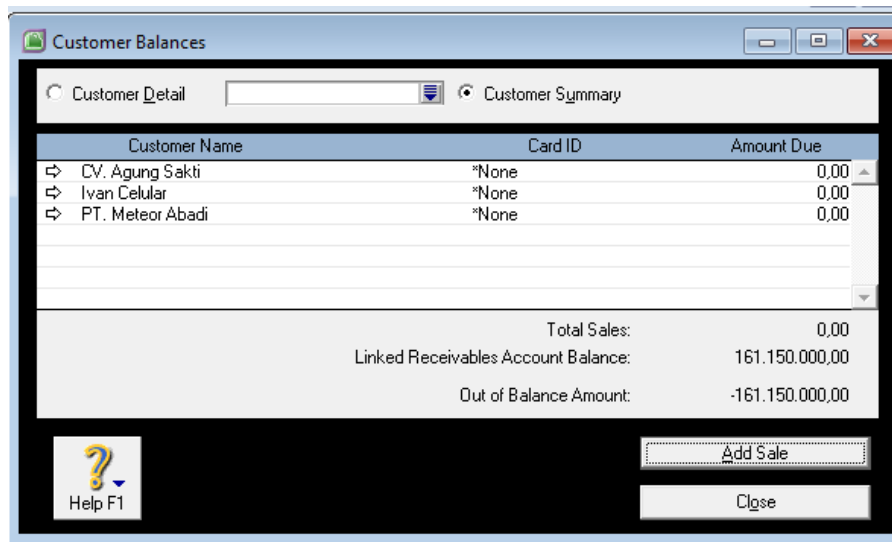 Customer Balances
Customer Detail Customer Summary
Customer Name Card ID Amount Due
CV. Agung Sakti *None 0,00
Ivan Celular *None 0,00
PT. Meteor Abadi *None 0,00
Total Sales: 0,00
Linked Receivables Account Balance: 161.150.000,00
Out of Balance Amount: -161.150.000,00
Add Sale
Help F1
Close